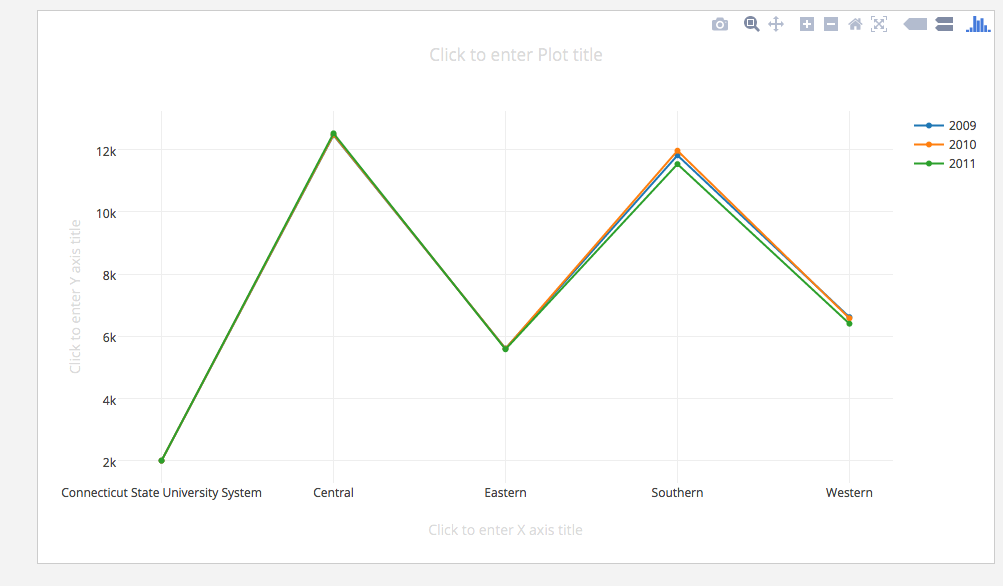 Click to enter Plot title
2009
2010
2011
12k
10k
8k
6k
4k
2k
Click to enter Y axis title
Connecticut State University System Central Eastern Southern Western
Click to enter X axis title